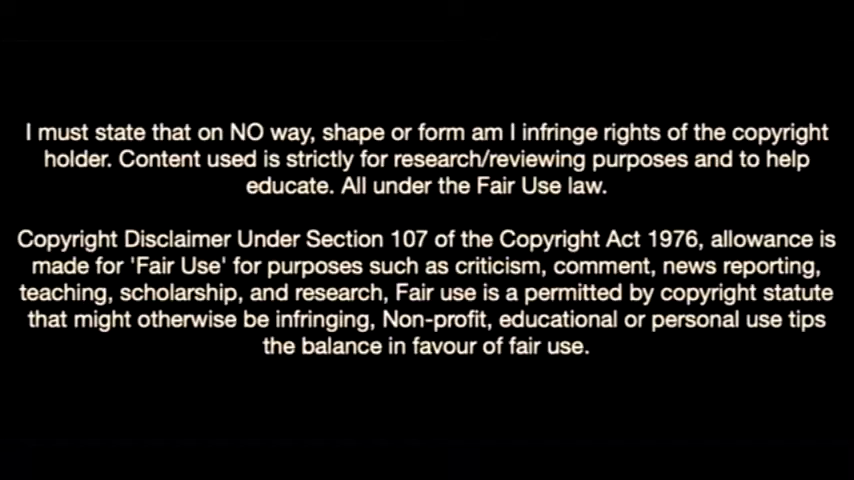 I must state that on NO way, shape or form am I infringe rights of the copyright
holder. Content used is strictly for research/reviewing purposes and to help
educate. All under the Fair Use law.
Copyright Disclaimer Under Section 107 of the Copyright Act 1976, allowance is
made for 'Fair Use' for purposes such as criticism, comment, news reporting,
teaching, scholarship, and research, Fair use is a permitted by copyright statute
that might otherwise be infringing, Non-profit, educational or personal use tips
the balance in favour of fair use.